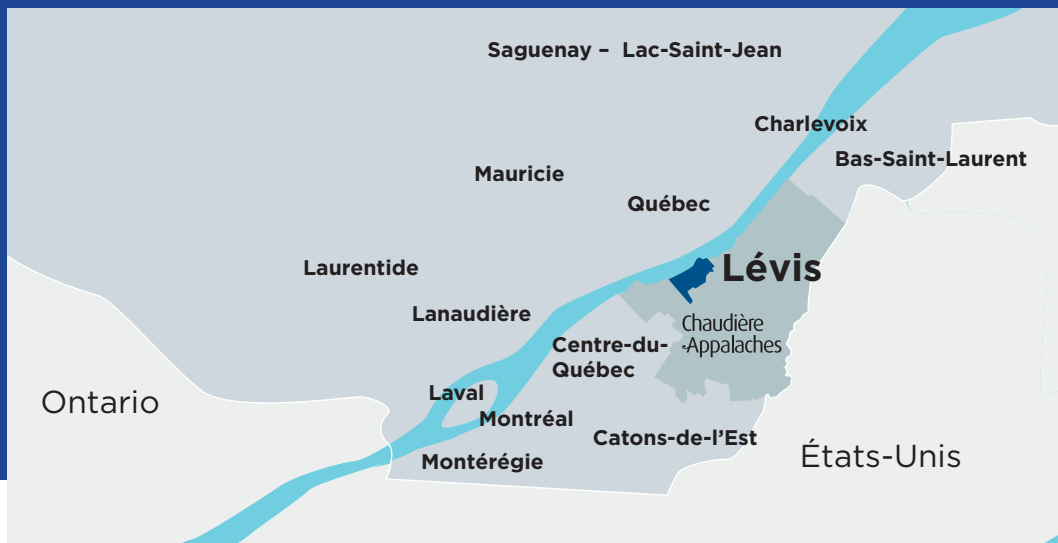 Saguenay – Lac-Saint-Jean
Charlevoix
Bas-Saint-Laurent
Mauricie
Québec
Laurentide
Lévis
Lanaudière
Chaudière
-Appalaches
Centre-du-
Québec
Laval
Ontario
Montréal
Catons-de-l'Est
États-Unis
Montérégie